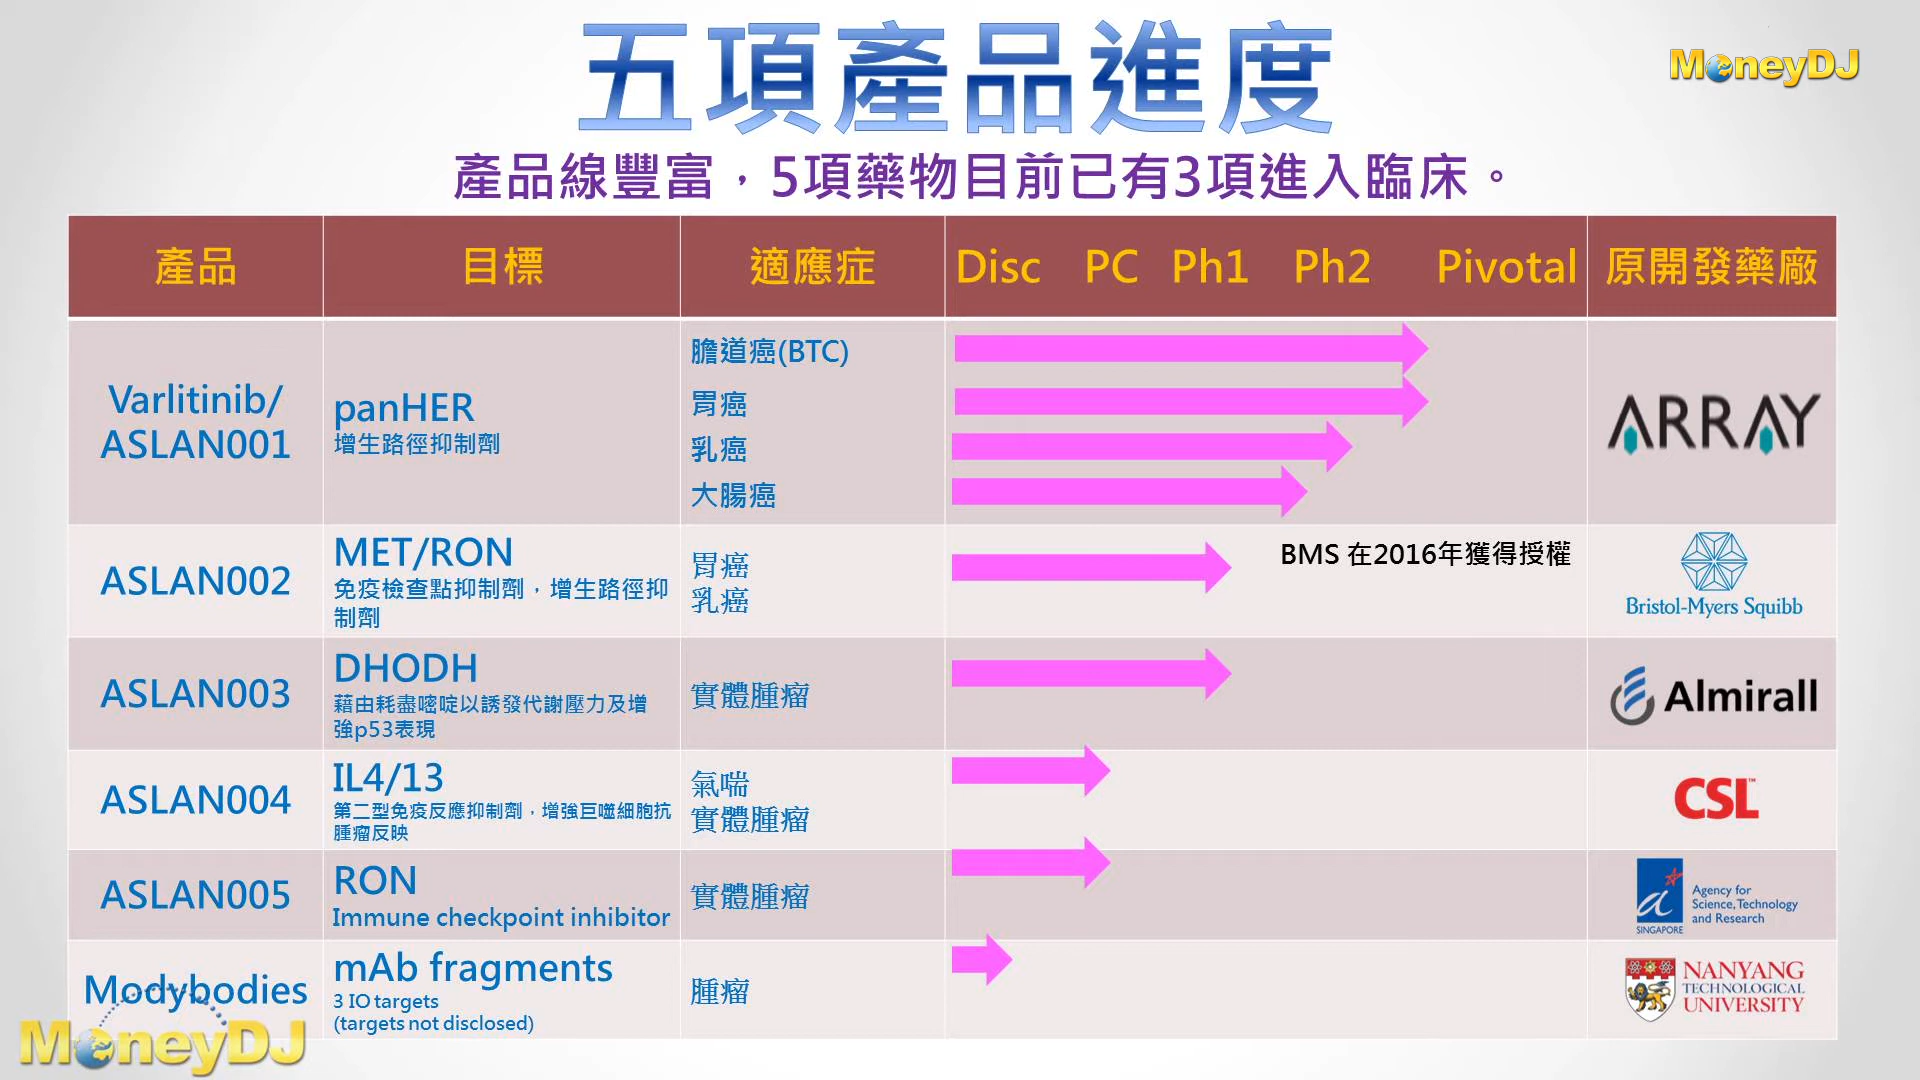 五項產品進度
MoneyDJ
產品線豐富，5項藥物目前已有3項進入臨床。
產品 目標 適應症 Disc PC Ph1 Ph2 Pivotal 原開發藥廠
Varlitinib/
ASLAN001
panHER
增生路徑抑制劑
膽道癌(BTC)
胃癌
乳癌
大腸癌
ARRAY
ASLAN002
MET/RON
免疫檢查點抑制劑，增生路徑抑
制劑
胃癌
乳癌
BMS 在2016年獲得授權
Bristol-Myers Squibb
ASLAN003
DHODH
藉由耗盡嘧啶以誘發代謝壓力及增
強p53表現
實體腫瘤
Almirall
ASLAN004
IL4/13
第二型免疫反應抑制劑，增強巨噬細胞抗
腫瘤反映
氣喘
實體腫瘤
CSL™
ASLAN005
RON
Immune checkpoint inhibitor
實體腫瘤
Agency for
Science, Technology
and Research
SINGAPORE
Modybodies
mAb fragments
3 IO targets
(targets not disclosed)
腫瘤
NANYANG
TECHNOLOGICAL
UNIVERSITY
MoneyDJ